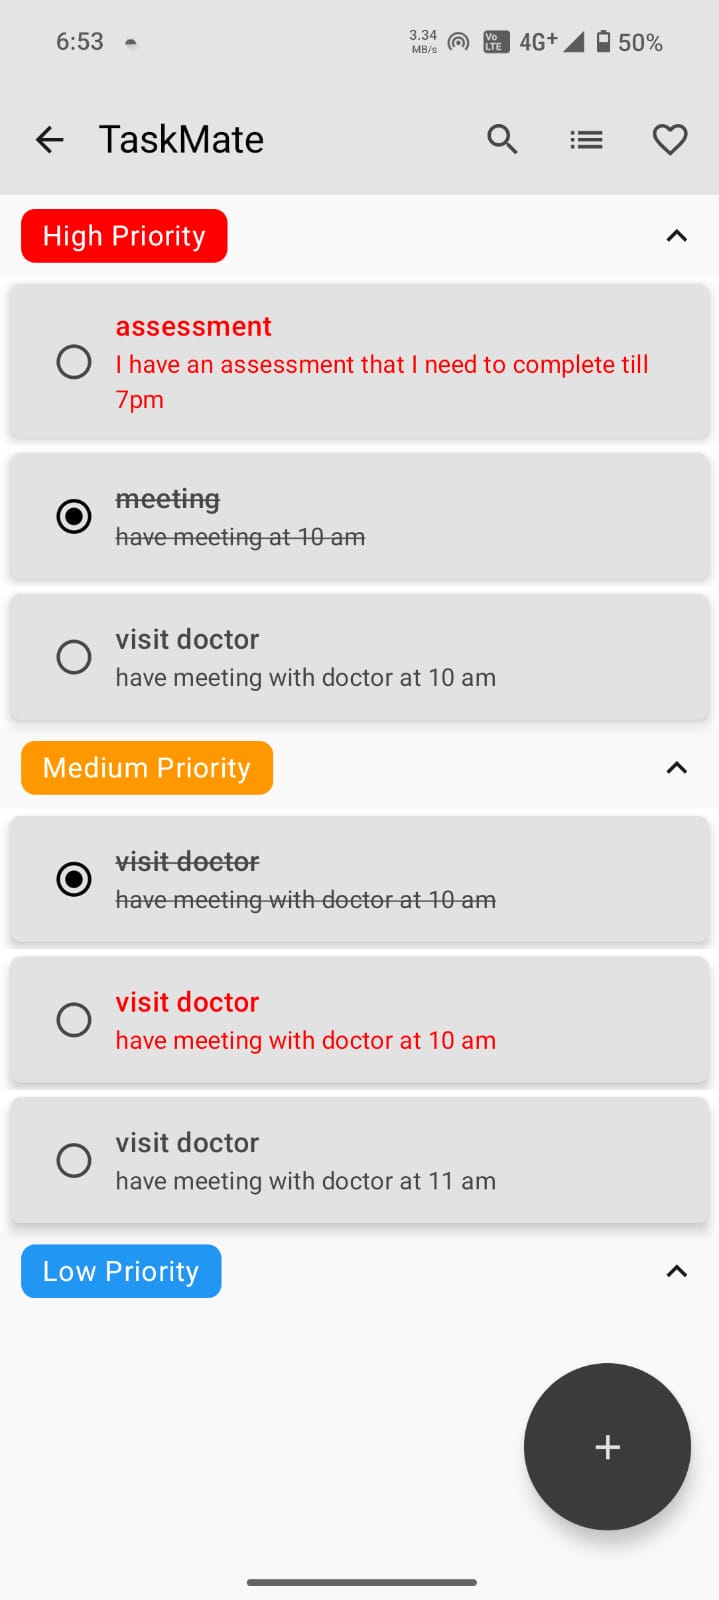 6:53
3.34 MB/s
Vo LTE
4G+
50%
TaskMate
High Priority
assessment
I have an assessment that I need to complete till
7pm
meeting
have meeting at 10 am
visit doctor
have meeting with doctor at 10 am
Medium Priority
visit doctor
have meeting with doctor at 10 am
visit doctor
have meeting with doctor at 10 am
visit doctor
have meeting with doctor at 11 am
Low Priority
+